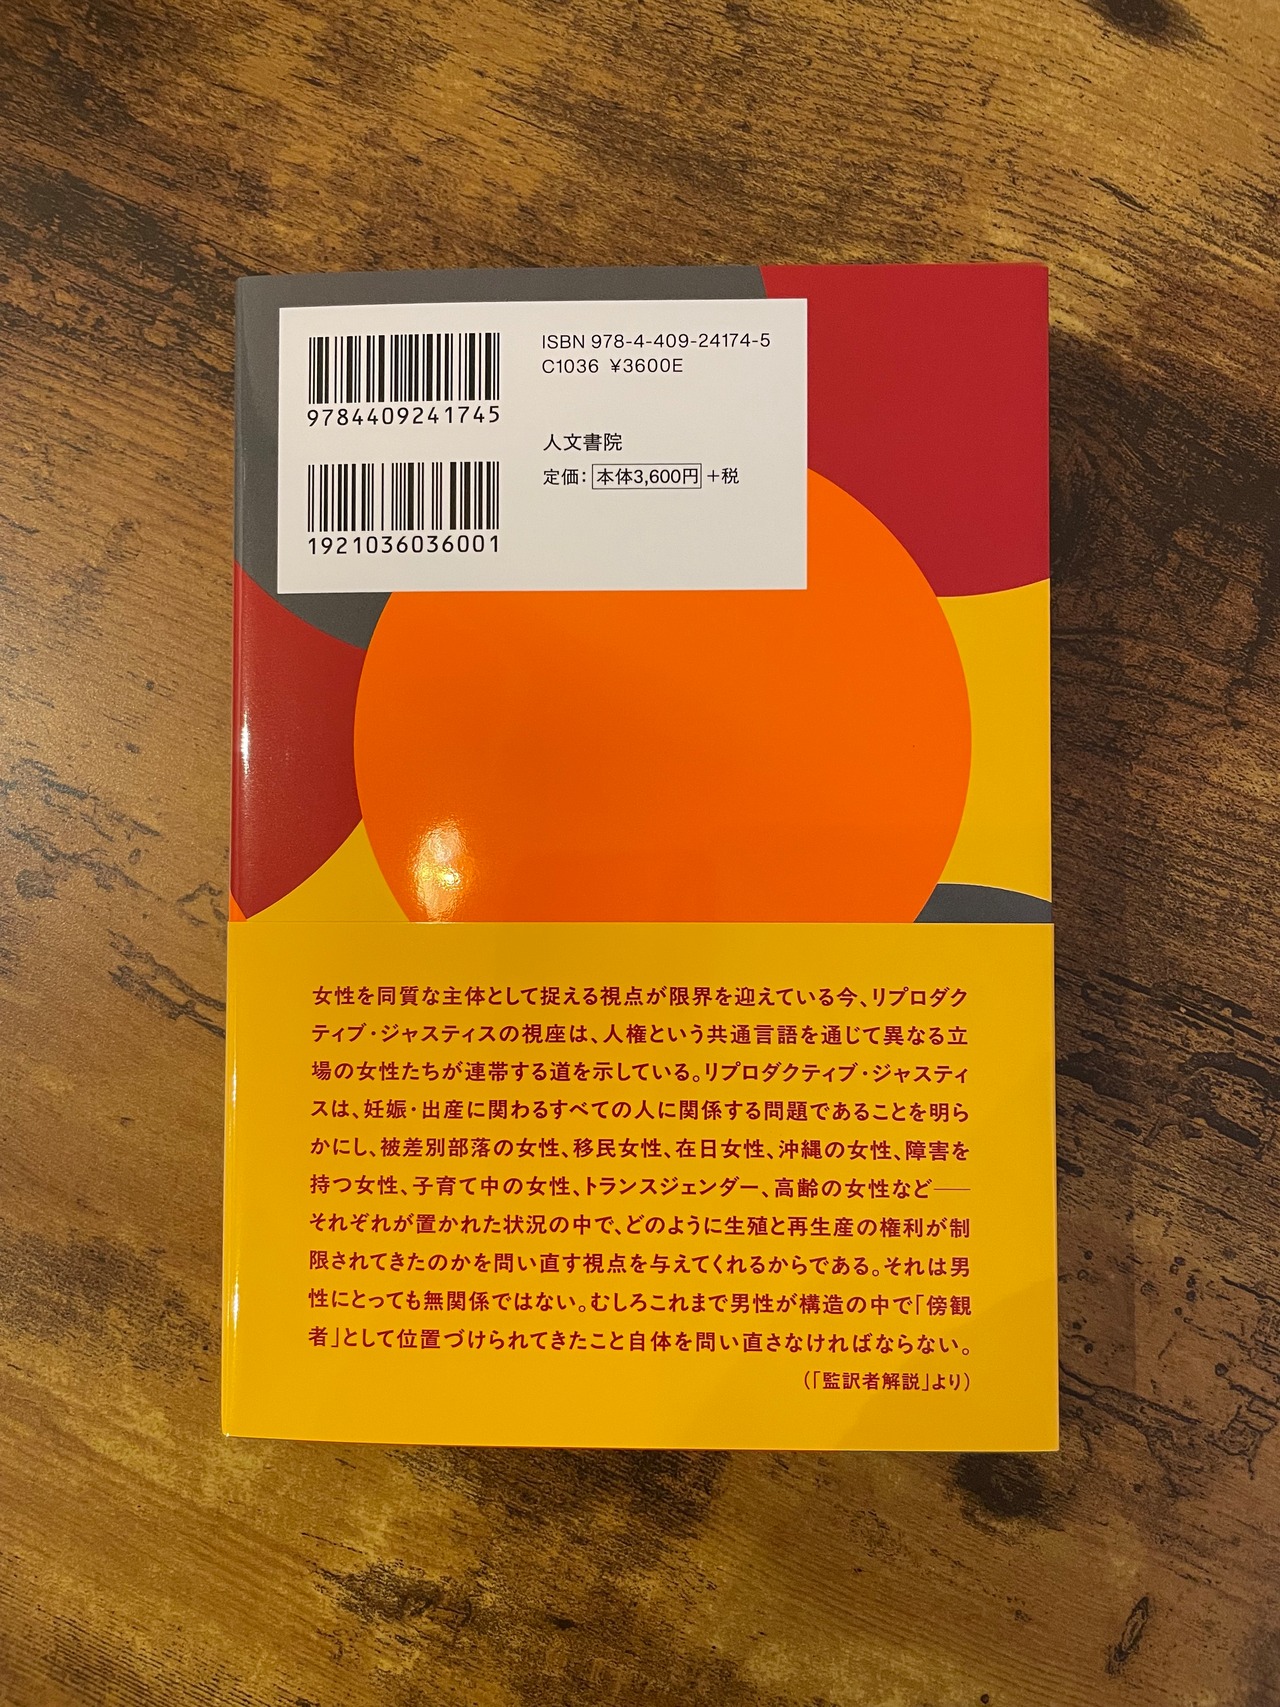 ISBN 978-4-409-24174-5
C1036 ¥3600E
9784409241745
人文書院
定価：本体3,600円+税
1921036036001
女性を同質な主体として捉える視点が限界を迎えている今、リプロダク
ティブ・ジャスティスの視座は、人権という共通言語を通じて異なる立
場の女性たちが連帯する道を示している。リプロダクティブ・ジャスティ
スは、妊娠・出産に関わるすべての人に関係する問題であることを明ら
かにし、被差別部落の女性、移民女性、在日女性、沖縄の女性、障害を
持つ女性、子育て中の女性、トランスジェンダー、高齢の女性など──
それぞれが置かれた状況の中で、どのように生殖と再生産の権利が制
限されてきたのかを問い直す視点を与えてくれるからである。それは男
性にとっても無関係ではない。むしろこれまで男性が構造の中で「傍観
者」として位置づけられてきたこと自体を問い直さなければならない。
（「監訳者解説」より）